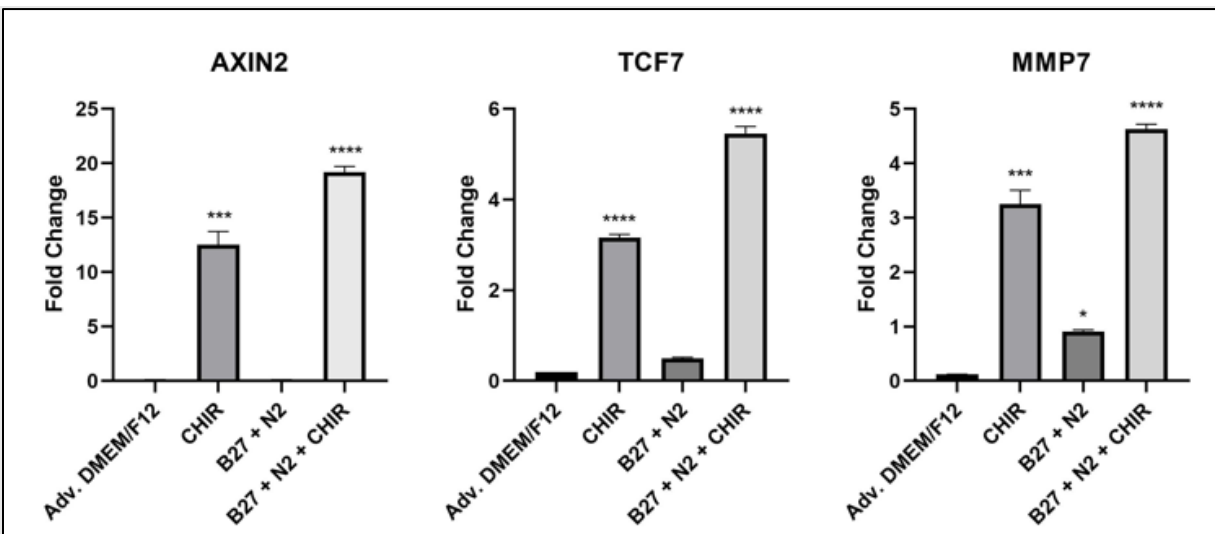 AXIN2
Fold Change
25
20
15
10
5
0
***
****
Adv. DMEM/F12
CHIR
B27 + N2
B27 + N2 + CHIR
TCF7
Fold Change
6
4
2
0
****
****
Adv. DMEM/F12
CHIR
B27 + N2
B27 + N2 + CHIR
MMP7
Fold Change
5
4
3
2
1
0
***
*
****
Adv. DMEM/F12
CHIR
B27 + N2
B27 + N2 + CHIR